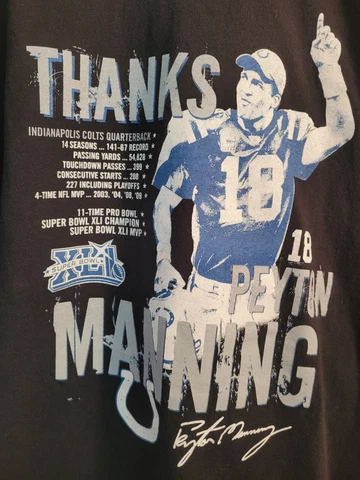 THANKS
INDIANAPOLIS COLTS QUARTERBACK
14 SEASONS ... 141-67 RECORD
PASSING YARDS ... 54,828
TOUCHDOWN PASSES ... 399
CONSECUTIVE STARTS ... 208
227 INCLUDING PLAYOFFS
4-TIME NFL MVP ... 2003, '04, '08, '09
11-TIME PRO BOWL
SUPER BOWL XLI CHAMPION
SUPER BOWL XLI MVP
18
XLI
SUPER BOWL
18
PEYTON
MANNING
Peyton Manning